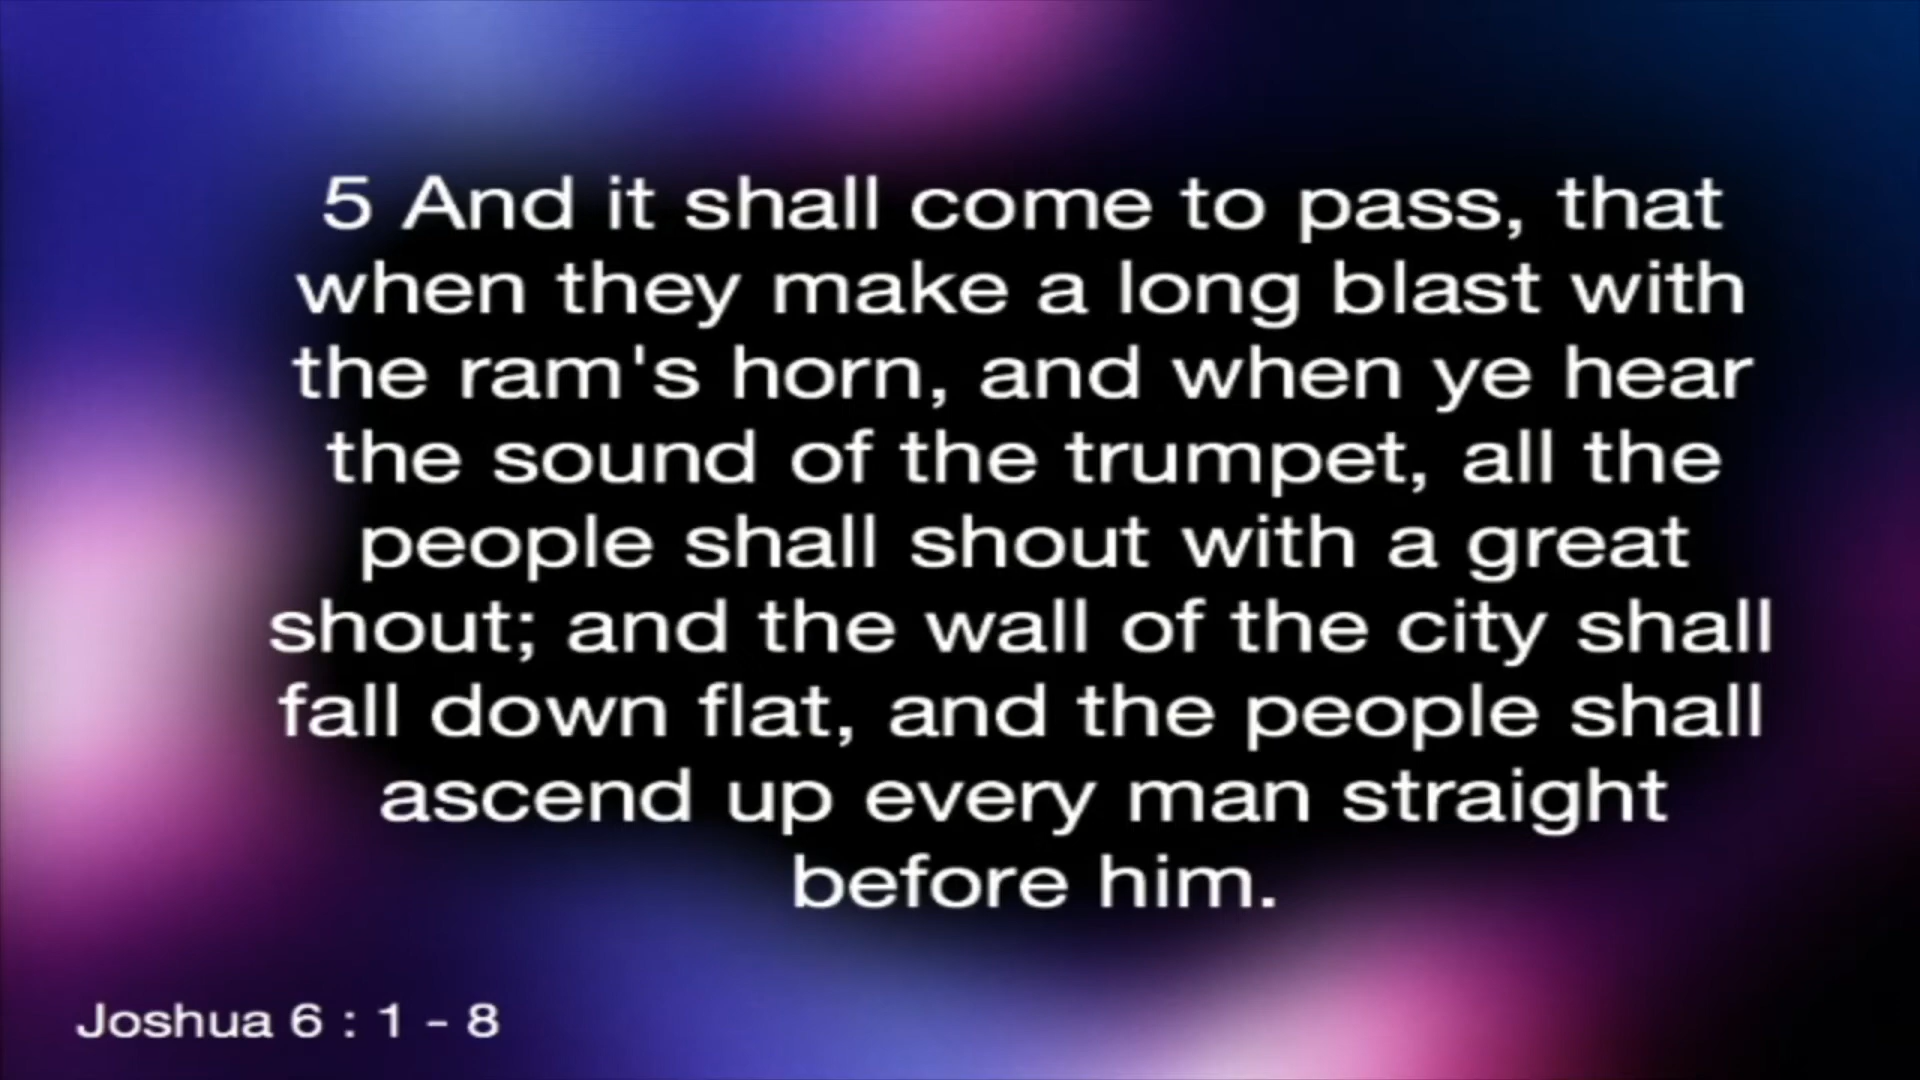 5 And it shall come to pass, that
when they make a long blast with
the ram's horn, and when ye hear
the sound of the trumpet, all the
people shall shout with a great
shout; and the wall of the city shall
fall down flat, and the people shall
ascend up every man straight
before him.
Joshua 6 : 1 - 8